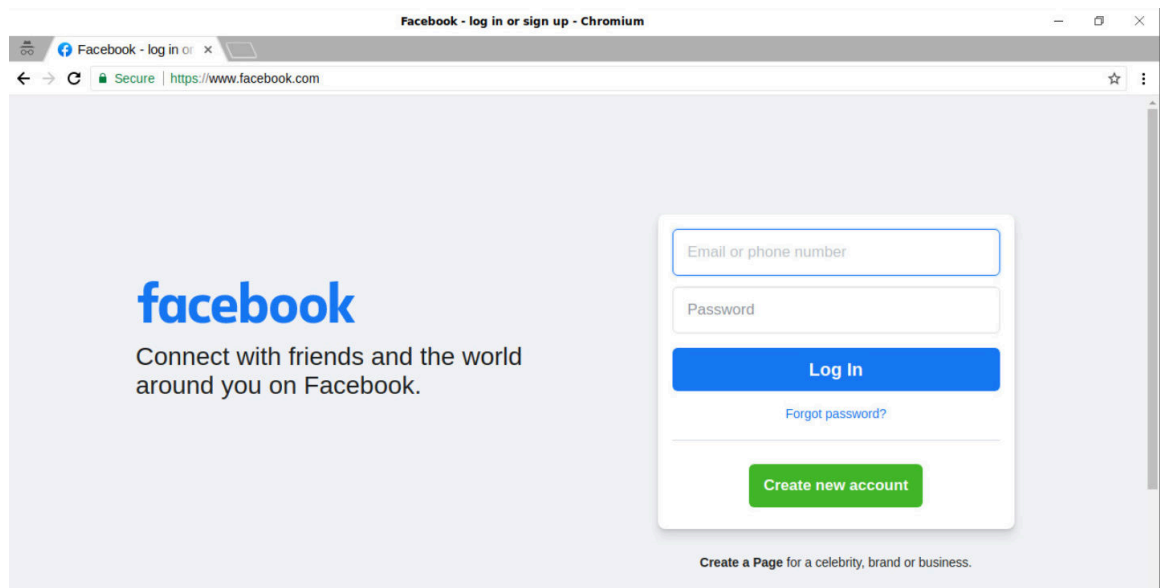 Facebook - log in or sign up - Chromium
Facebook - log in or
Secure | https://www.facebook.com
facebook
Connect with friends and the world
around you on Facebook.
Email or phone number
Password
Log In
Forgot password?
Create new account
Create a Page for a celebrity, brand or business.